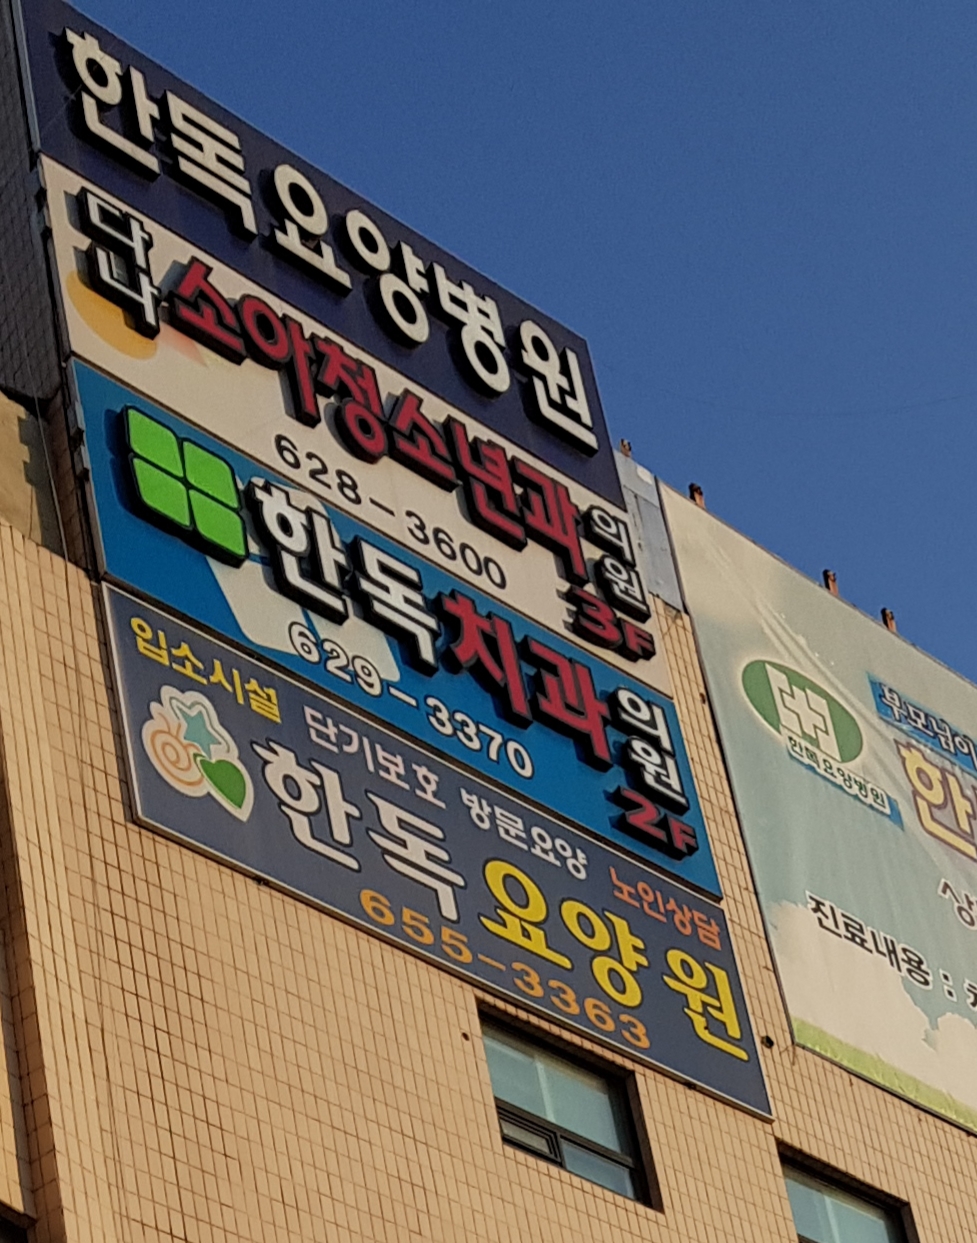 한독요양병원
단나 소아청소년과의원
628-3600
3F
한독치과의원
629-3370
2F
입소시설 단기보호 방문요양 노인상담
한독요양원
655-3363
한독요양병원
한
진료내용 :